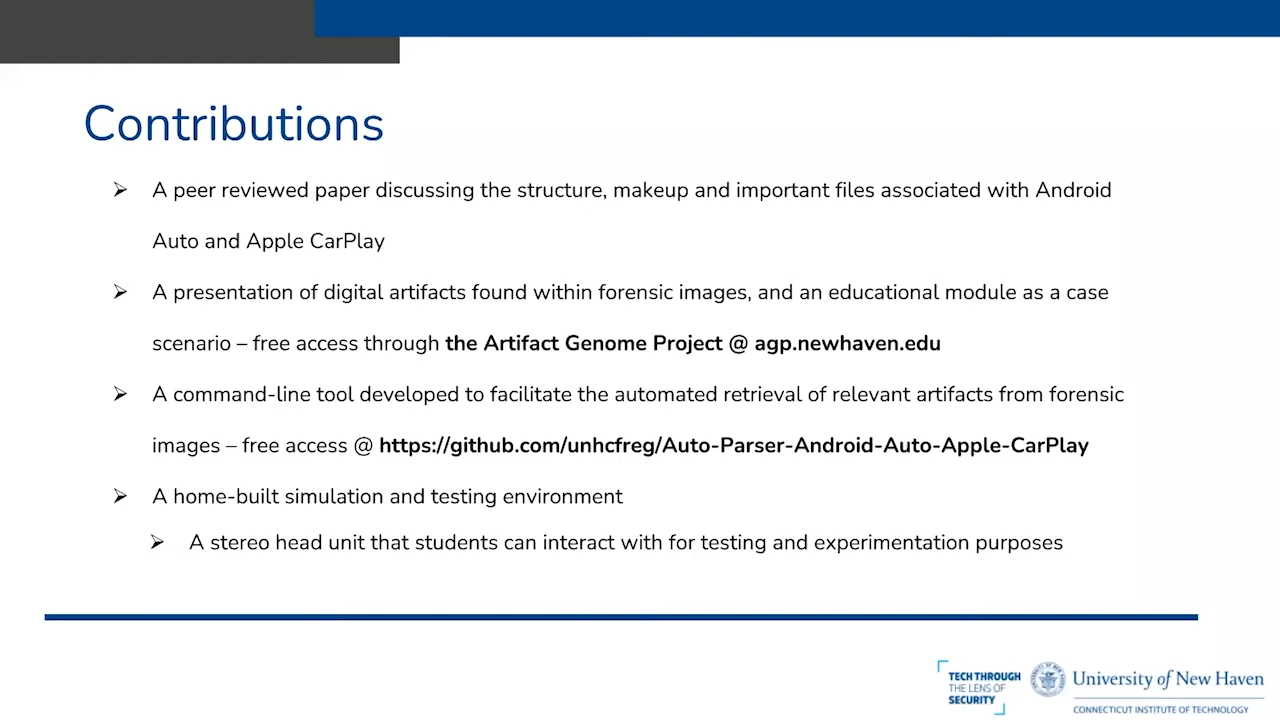 Contributions
➢ A peer reviewed paper discussing the structure, makeup and important files associated with Android
Auto and Apple CarPlay
➢ A presentation of digital artifacts found within forensic images, and an educational module as a case
scenario – free access through the Artifact Genome Project @ agp.newhaven.edu
➢ A command-line tool developed to facilitate the automated retrieval of relevant artifacts from forensic
images – free access @ https://github.com/unhcfreg/Auto-Parser-Android-Auto-Apple-CarPlay
➢ A home-built simulation and testing environment
➢ A stereo head unit that students can interact with for testing and experimentation purposes
TECH THROUGH
THE LENS OF
SECURITY
University of New Haven
CONNECTICUT INSTITUTE OF TECHNOLOGY